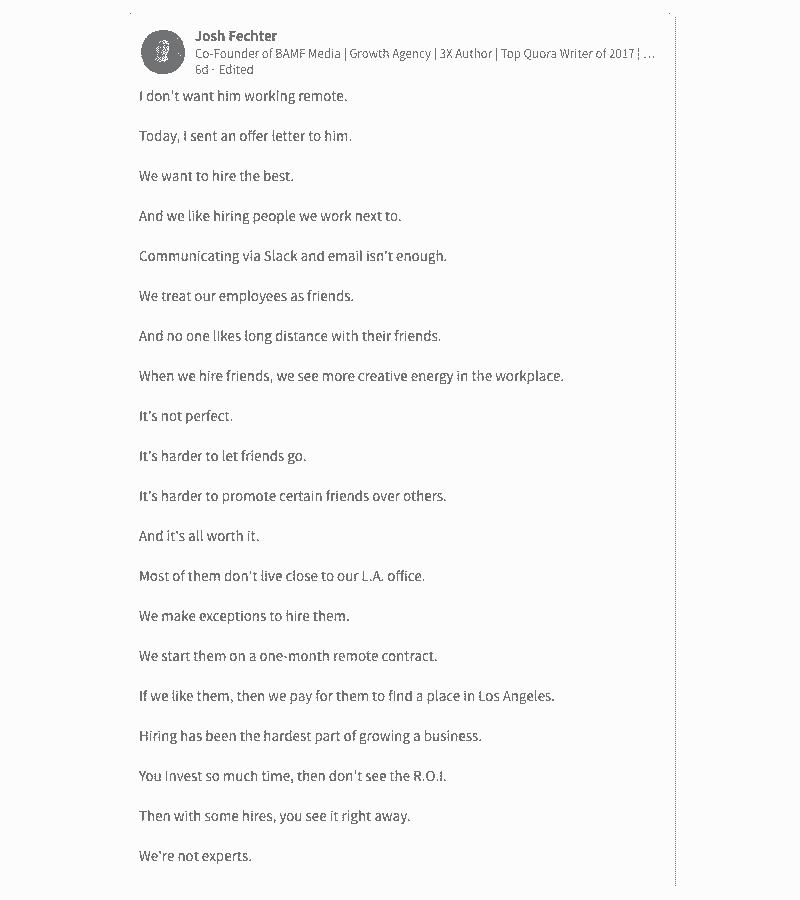 Josh Fechter
Co-Founder of BAMF Media | Growth Agency | 3X Author | Top Quora Writer of 2017 | ...
6d · Edited
I don't want him working remote.
Today, I sent an offer letter to him.
We want to hire the best.
And we like hiring people we work next to.
Communicating via Slack and email isn't enough.
We treat our employees as friends.
And no one likes long distance with their friends.
When we hire friends, we see more creative energy in the workplace.
It's not perfect.
It's harder to let friends go.
It's harder to promote certain friends over others.
And it's all worth it.
Most of them don't live close to our L.A. office.
We make exceptions to hire them.
We start them on a one-month remote contract.
If we like them, then we pay for them to find a place in Los Angeles.
Hiring has been the hardest part of growing a business.
You invest so much time, then don't see the R.O.I.
Then with some hires, you see it right away.
We're not experts.